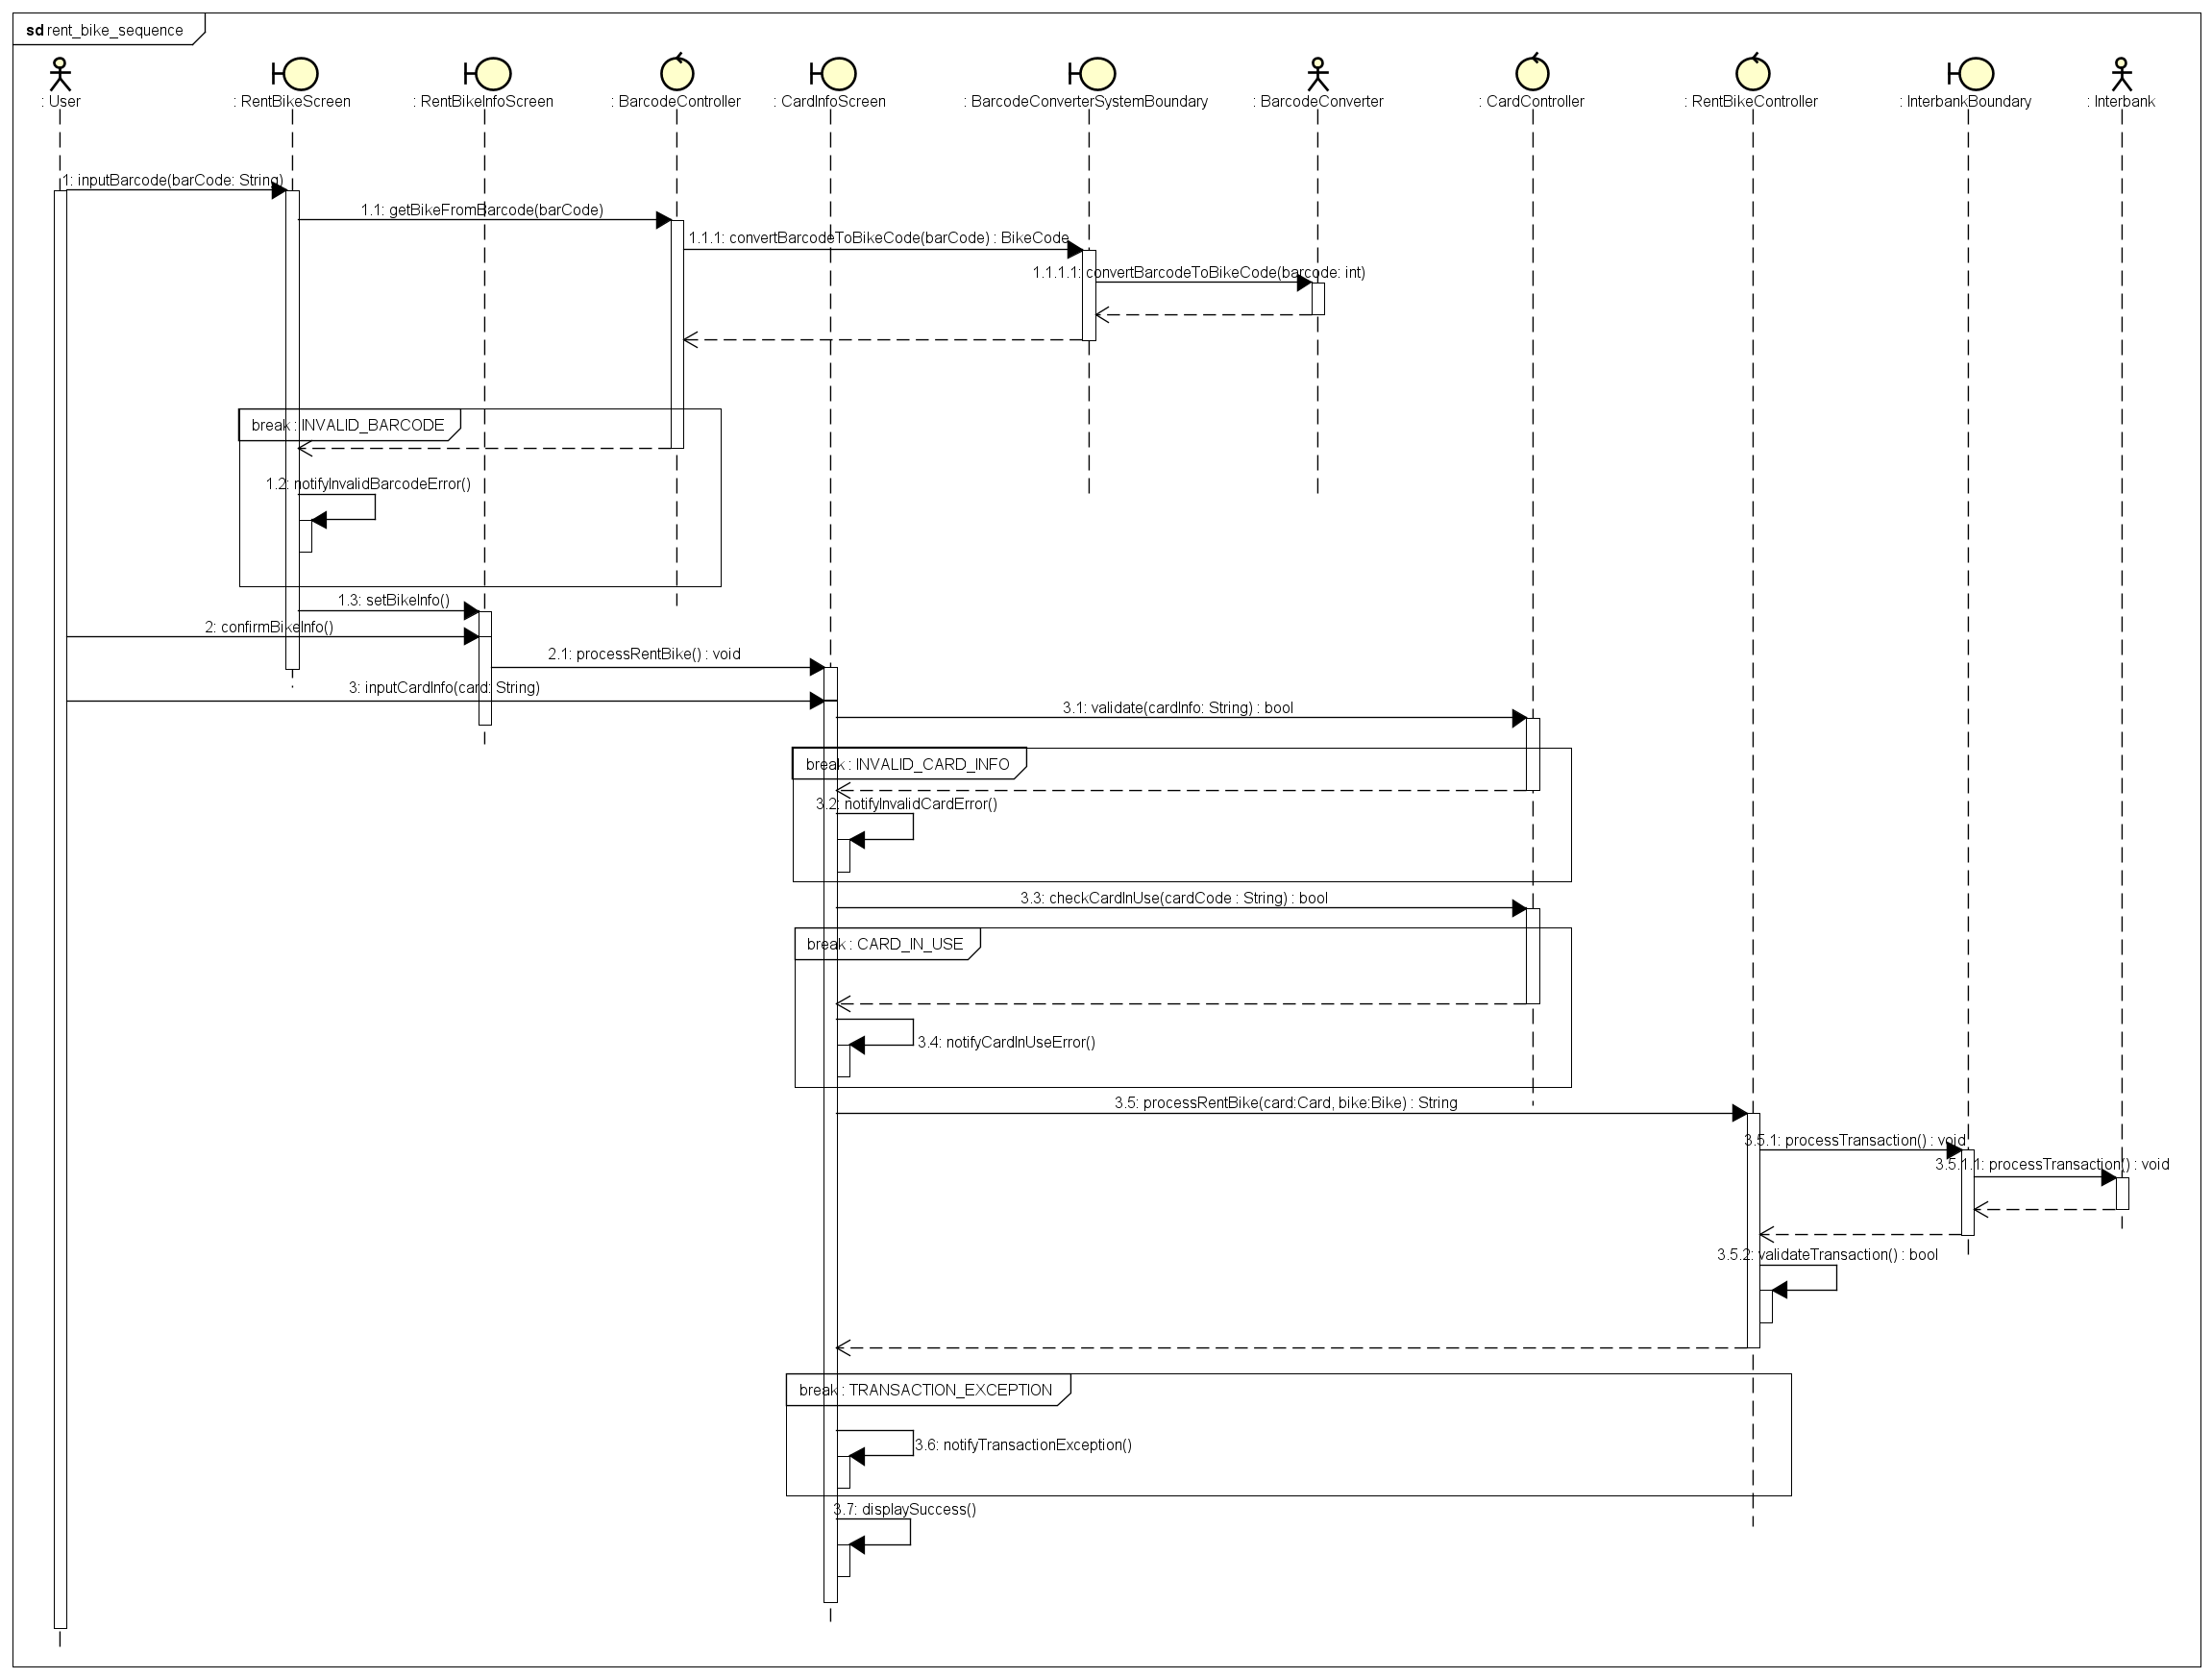 sd rent_bike_sequence
: User
: RentBikeScreen
: RentBikeInfoScreen
: BarcodeController
: CardInfoScreen
: BarcodeConverterSystemBoundary
: BarcodeConverter
: CardController
: RentBikeController
: InterbankBoundary
: Interbank
1: inputBarcode(barCode: String)
1.1: getBikeFromBarcode(barCode)
1.1.1: convertBarcodeToBikeCode(barCode) : BikeCode
1.1.1.1: convertBarcodeToBikeCode(barcode: int)
break : INVALID_BARCODE
1.2: notifyInvalidBarcodeError()
1.3: setBikeInfo()
2: confirmBikeInfo()
2.1: processRentBike() : void
3: inputCardInfo(card: String)
3.1: validate(cardInfo: String) : bool
break : INVALID_CARD_INFO
3.2: notifyInvalidCardError()
3.3: checkCardInUse(cardCode : String) : bool
break : CARD_IN_USE
3.4: notifyCardInUseError()
3.5: processRentBike(card:Card, bike:Bike) : String
3.5.1: processTransaction() : void
3.5.1.1: processTransaction() : void
3.5.2: validateTransaction() : bool
break : TRANSACTION_EXCEPTION
3.6: notifyTransactionException()
3.7: displaySuccess()